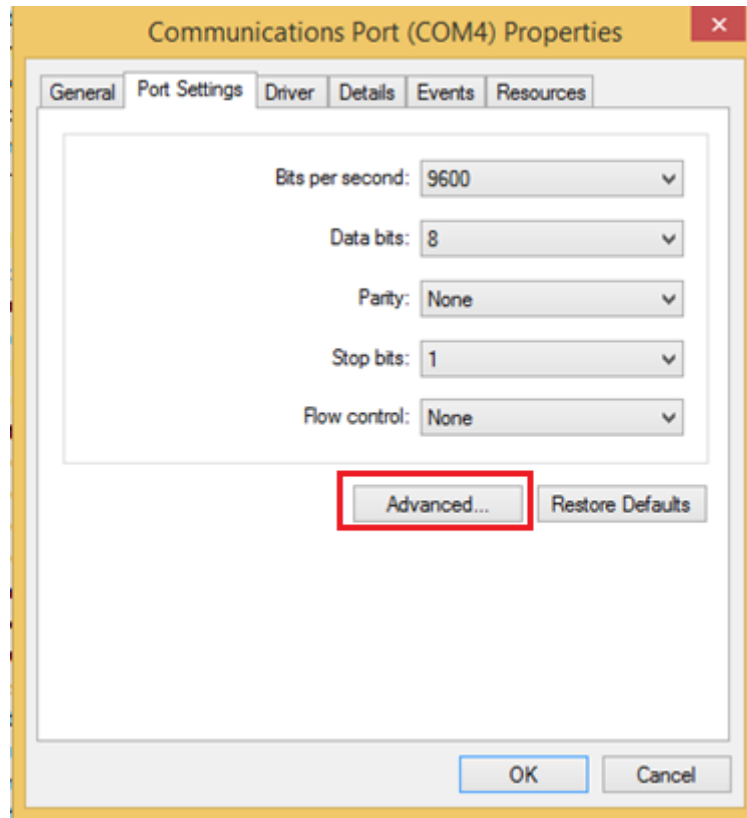 Communications Port (COM4) Properties
General Port Settings Driver Details Events Resources
Bits per second: 9600
Data bits: 8
Parity: None
Stop bits: 1
Flow control: None
Advanced... Restore Defaults
OK Cancel